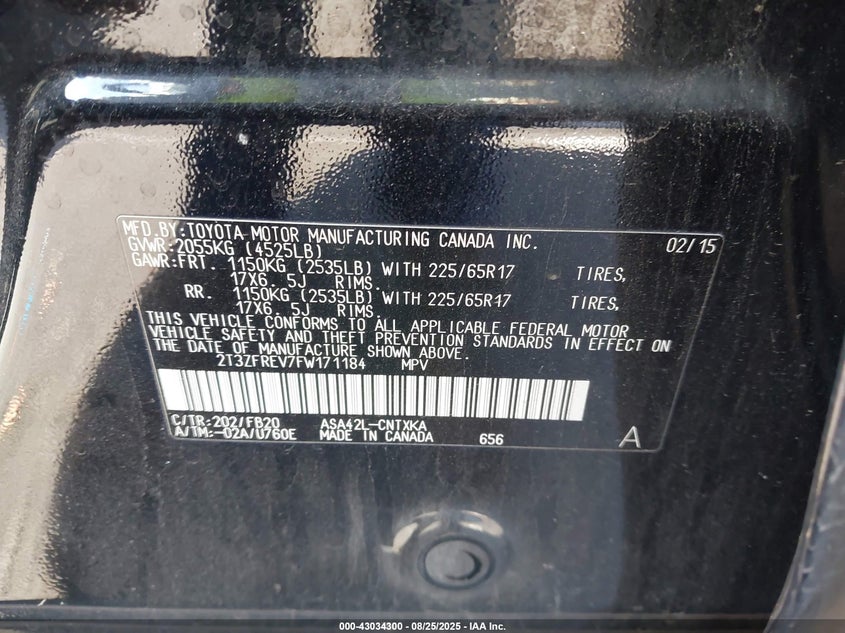 MFD.BY:TOYOTA MOTOR MANUFACTURING CANADA INC. 02/15
GVWR:2055KG (4525LB)
GAWR:FRT. 1150KG (2535LB) WITH 225/65R17 TIRES,
17X6. 5J RIMS.
RR. 1150KG (2535LB) WITH 225/65R17 TIRES,
17X6. 5J RIMS.
THIS VEHICLE CONFORMS TO ALL APPLICABLE FEDERAL MOTOR
VEHICLE SAFETY AND THEFT PREVENTION STANDARDS IN EFFECT ON
THE DATE OF MANUFACTURE SHOWN ABOVE.
2T3ZFREV7FW171184 MPV
C/TR:202/FB20 ASA42L-CNTXKA
A/TM:-02A/U760E MADE IN CANADA 656 A
000-43034300 - 08/25/2025 - IAA Inc.